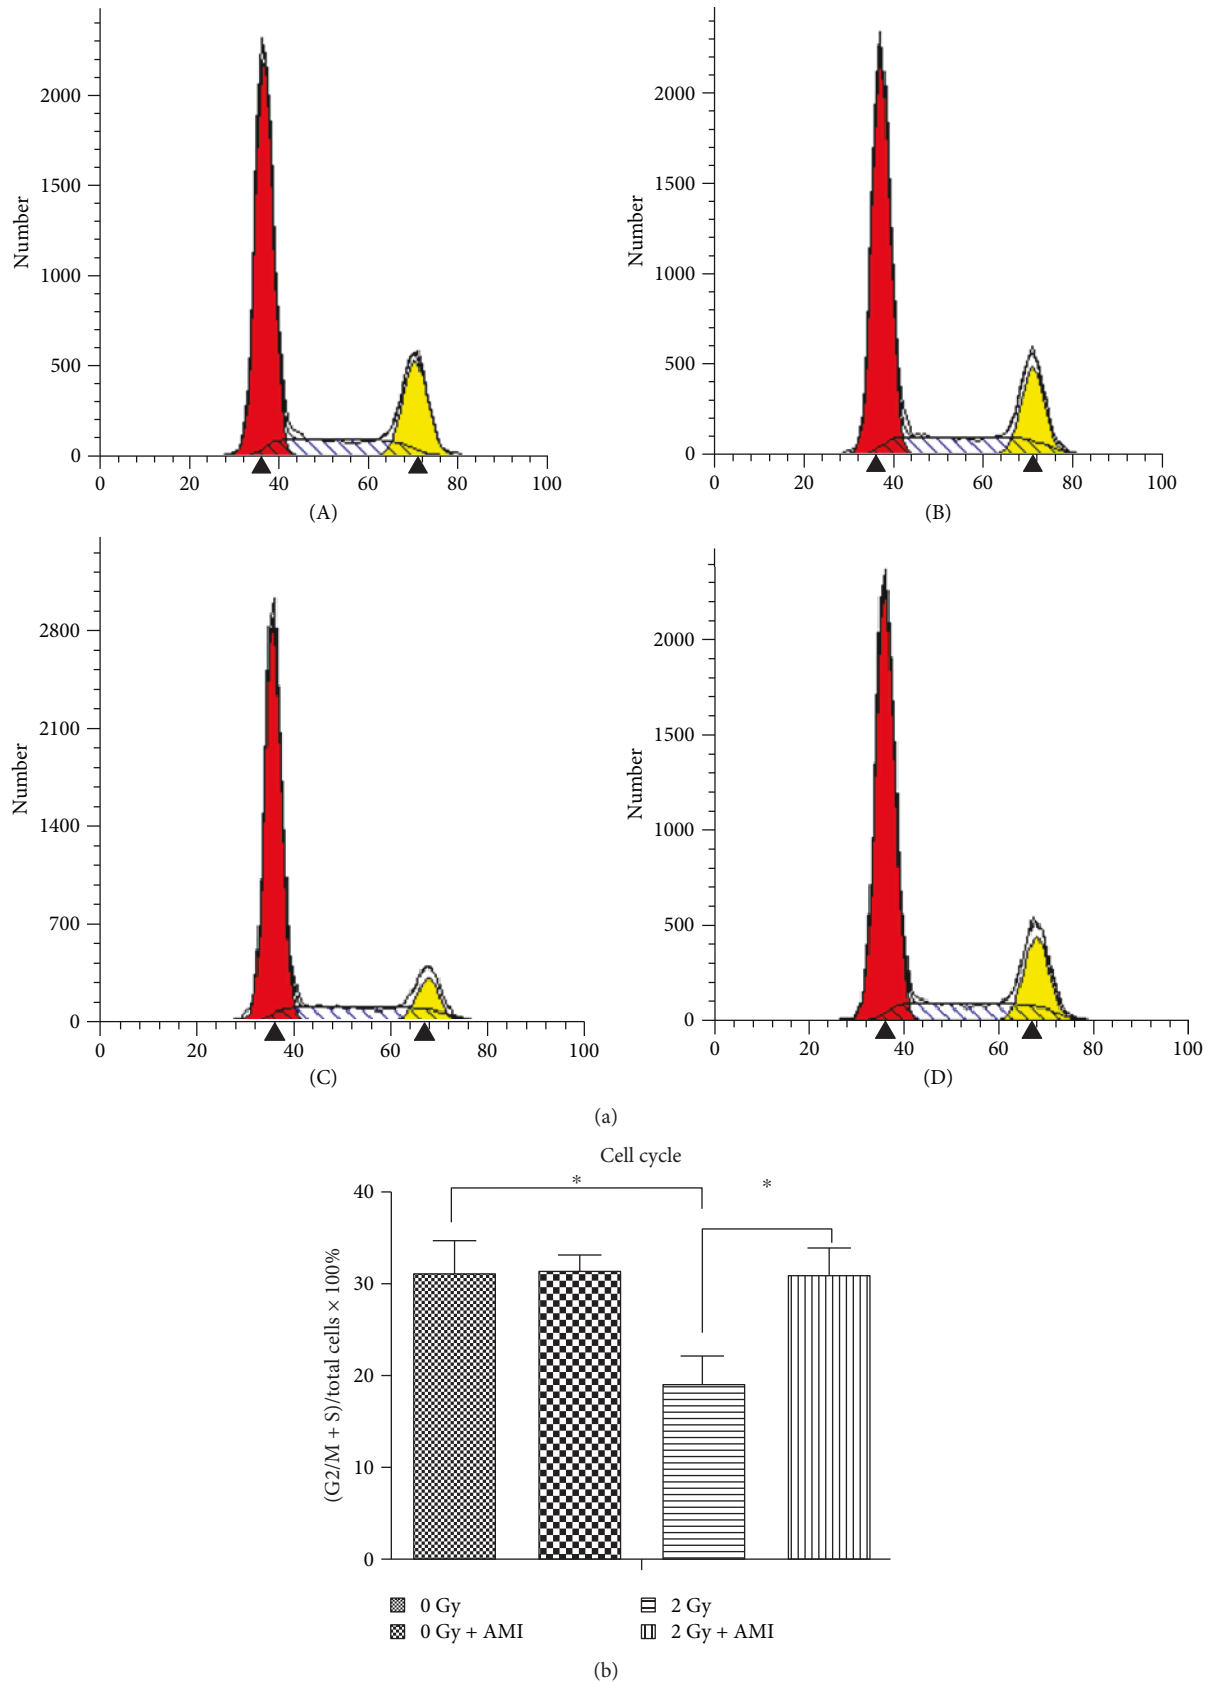 2000
1500
1000
500
0
Number
0 20 40 60 80 100
(A)
2000
1500
1000
500
0
Number
0 20 40 60 80 100
(B)
2800
2100
1400
700
0
Number
0 20 40 60 80 100
(C)
2000
1500
1000
500
0
Number
0 20 40 60 80 100
(D)
(a)
Cell cycle
40
30
20
10
0
(G2/M + S)/total cells × 100%
* *
0 Gy
0 Gy + AMI
2 Gy
2 Gy + AMI
(b)